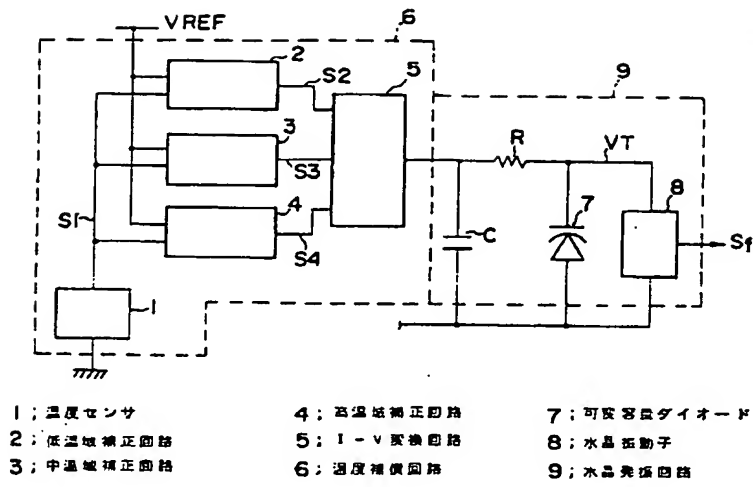 VREF
6
2
S2
5
9
3
S3
R
VT
4
S4
7
8
S1
C
Sf
1
1；温度センサ
2；低温域補正回路
3；中温域補正回路
4；高温域補正回路
5；I-V変換回路
6；温度補償回路
7；可変容量ダイオード
8；水晶振動子
9；水晶発振回路